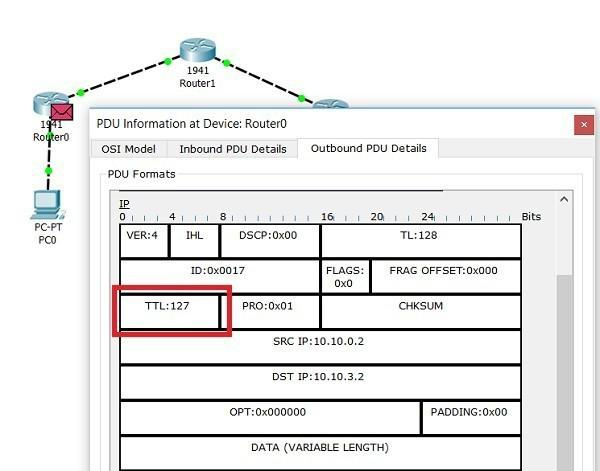 1941
Router1
1941
Router0
PC-PT
PC0
PDU Information at Device: Router0
OSI Model Inbound PDU Details Outbound PDU Details
PDU Formats
IP
0 4 8 16 20 24 Bits
VER:4 IHL DSCP:0x00 TL:128
ID:0x0017 FLAGS: 0x0 FRAG OFFSET:0x000
TTL:127 PRO:0x01 CHKSUM
SRC IP:10.10.0.2
DST IP:10.10.3.2
OPT:0x000000 PADDING:0x00
DATA (VARIABLE LENGTH)